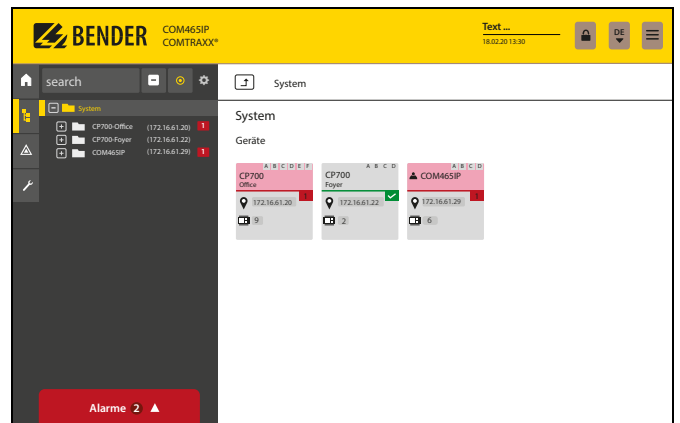 BENDER
COM465IP
COMTRAXX®
Text ...
18.02.20 13:30
DE
search
System
System
CP700-Office (172.16.61.20) 1
CP700-Foyer (172.16.61.22)
COM465IP (172.16.61.29) 1
System
Geräte
A B C D E F
CP700
Office
172.16.61.20
9
A B C D
CP700
Foyer
172.16.61.22
2
A B C D
COM465IP
172.16.61.29
6
Alarme 2